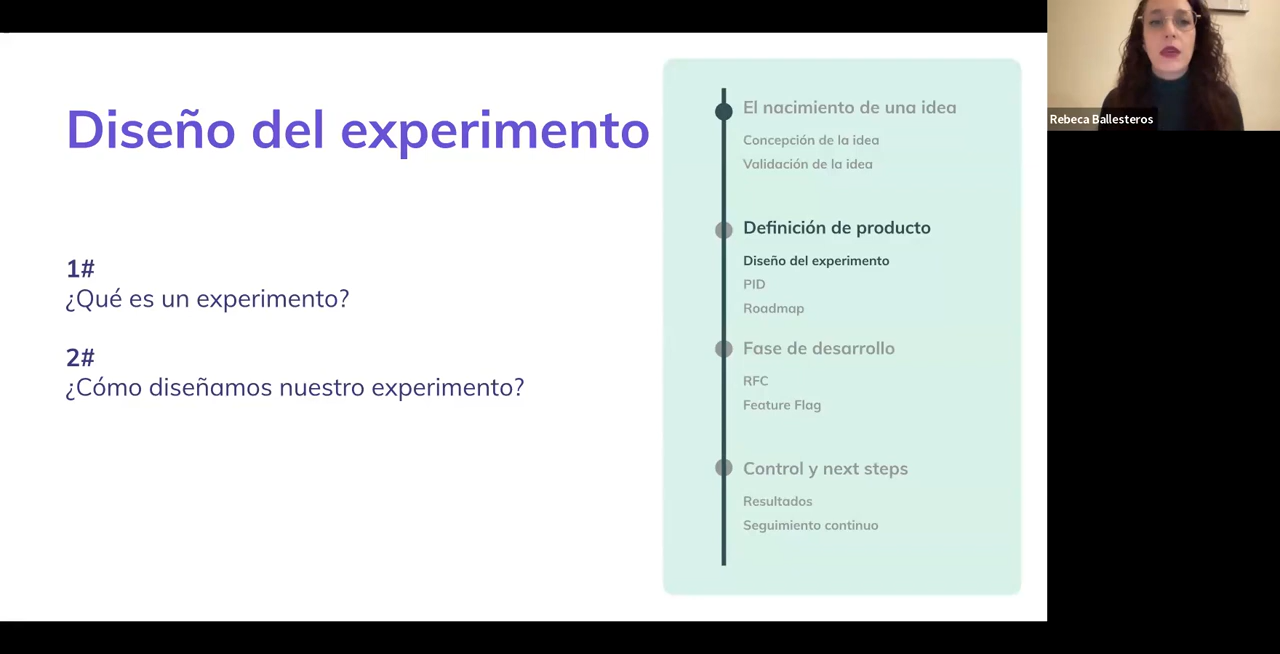 Diseño del experimento
1#
¿Qué es un experimento?
2#
¿Cómo diseñamos nuestro experimento?
El nacimiento de una idea
Concepción de la idea
Validación de la idea
Definición de producto
Diseño del experimento
PID
Roadmap
Fase de desarrollo
RFC
Feature Flag
Control y next steps
Resultados
Seguimiento continuo
Rebeca Ballesteros